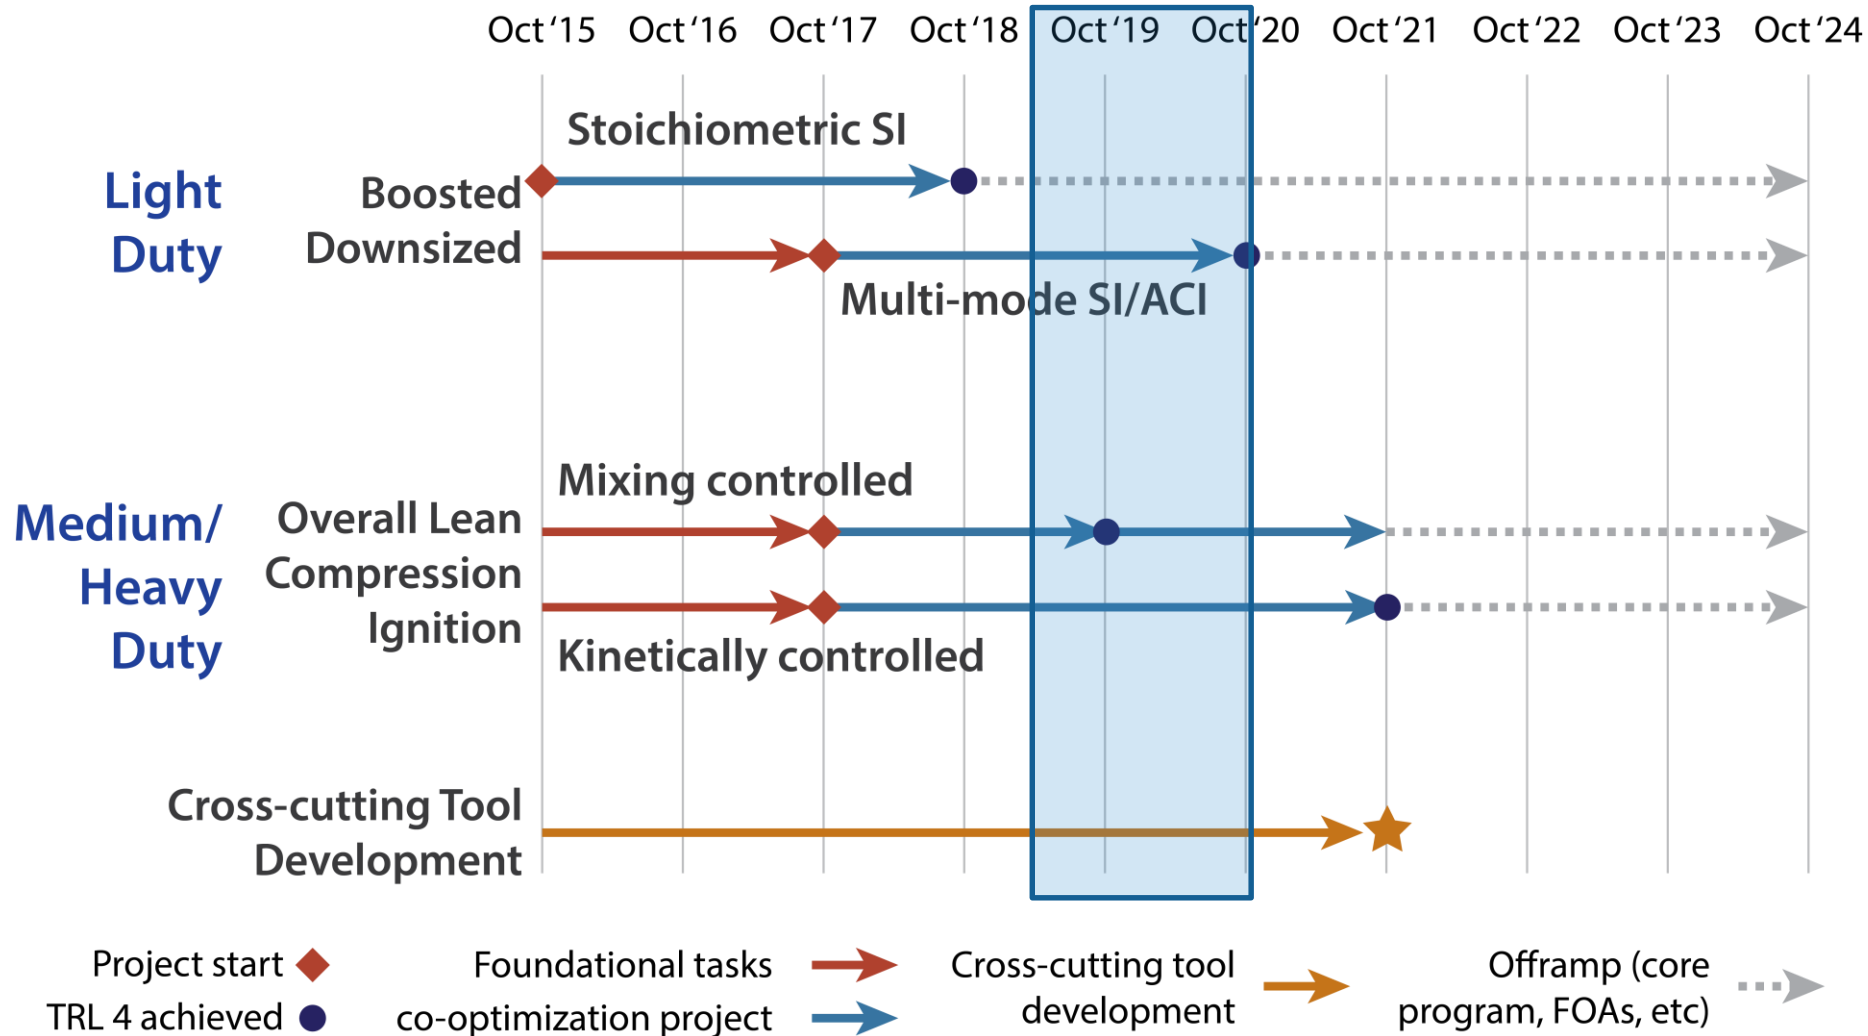 Oct ‘15 Oct ‘16 Oct ‘17 Oct ‘18 Oct ‘19 Oct ‘20 Oct ‘21 Oct ‘22 Oct ‘23 Oct ‘24
Stoichiometric SI
Light
Duty
Boosted
Downsized
Multi-mode SI/ACI
Mixing controlled
Medium/
Heavy
Duty
Overall Lean
Compression
Ignition
Kinetically controlled
Cross-cutting Tool
Development
Project start
TRL 4 achieved
Foundational tasks
co-optimization project
Cross-cutting tool
development
Offramp (core
program, FOAs, etc)